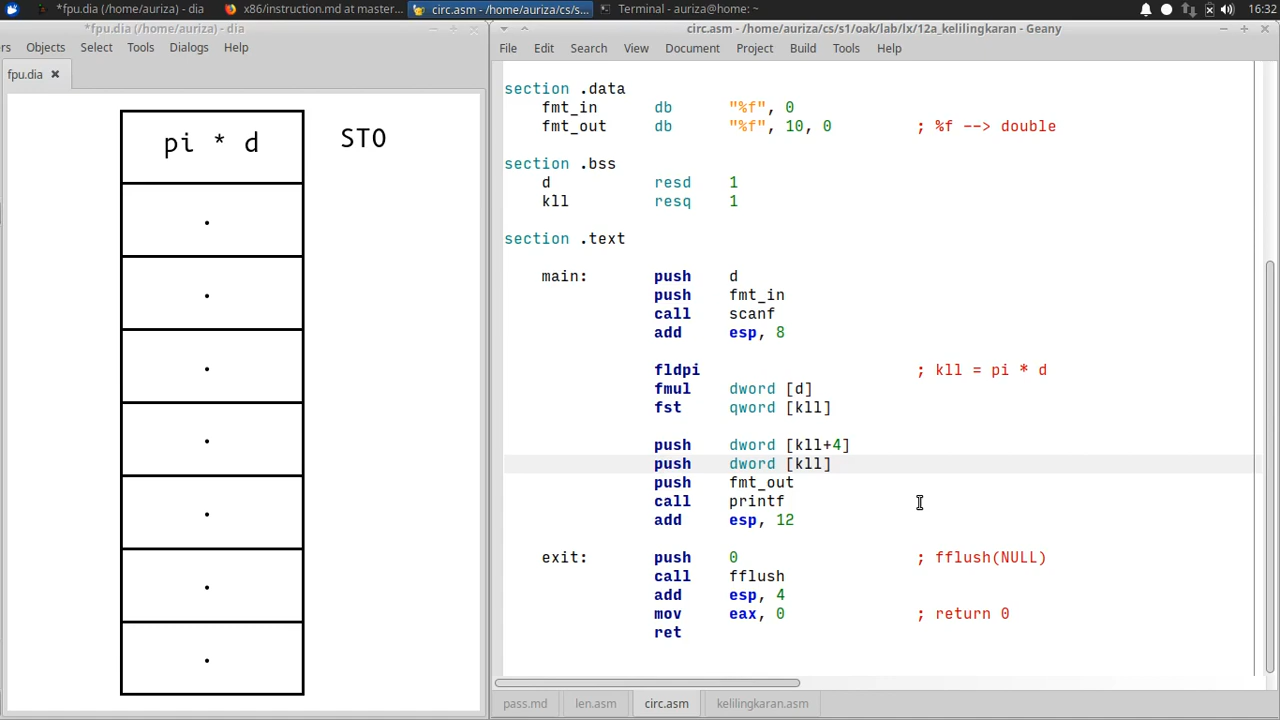 *fpu.dia (/home/auriza) - dia
x86/instruction.md at master...
circ.asm - /home/auriza/cs/s...
Terminal - auriza@home: ~
16:32
*fpu.dia (/home/auriza) - dia
circ.asm - /home/auriza/cs/s1/oak/lab/lx/12a_kelilingkaran - Geany
ers Objects Select Tools Dialogs Help
File Edit Search View Document Project Build Tools Help
fpu.dia
pi * d
ST0
section .data
fmt_in db "%f", 0
fmt_out db "%f", 10, 0 ; %f --> double
section .bss
d resd 1
kll resq 1
section .text
main: push d
push fmt_in
call scanf
add esp, 8
fldpi ; kll = pi * d
fmul dword [d]
fst qword [kll]
push dword [kll+4]
push dword [kll]
push fmt_out
call printf
add esp, 12
exit: push 0 ; fflush(NULL)
call fflush
add esp, 4
mov eax, 0 ; return 0
ret
pass.md len.asm circ.asm kelilingkaran.asm